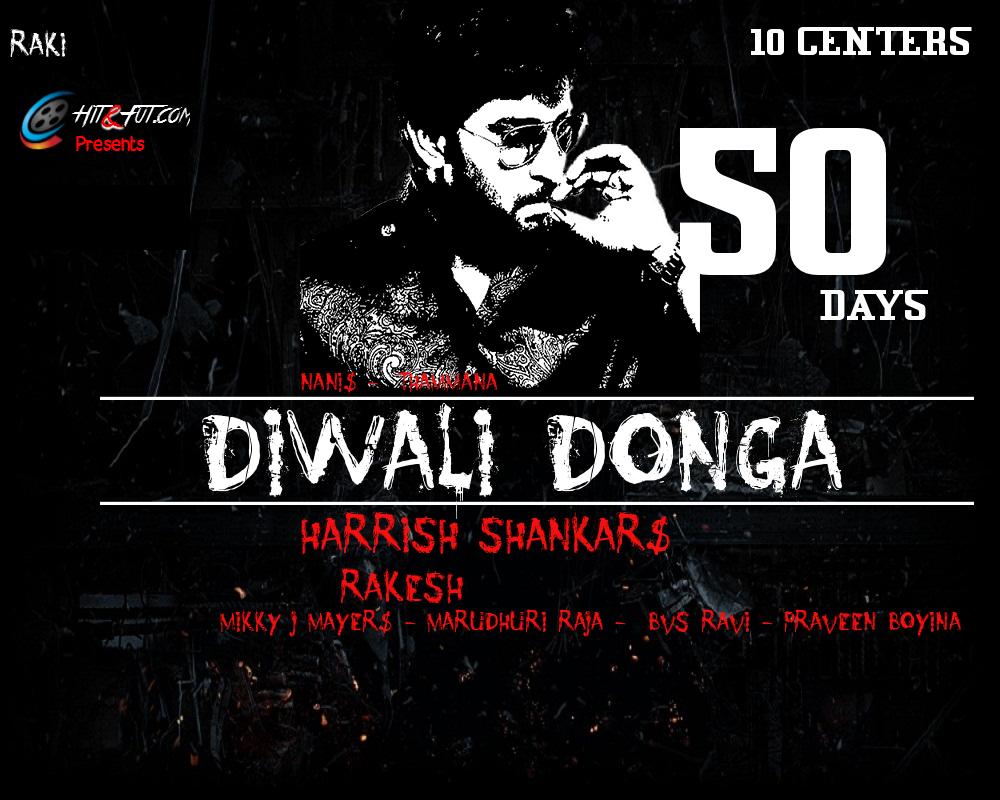 RAKI
10 CENTERS
HIT&FUT.COM
Presents
50
DAYS
NANI$ - THAMMANA
DIWALI DONGA
HARRISH SHANKAR$
RAKESH
MIKKY J MAYER$ - MARUDHURI RAJA - BVS RAVI - PRAVEEN BOYINA